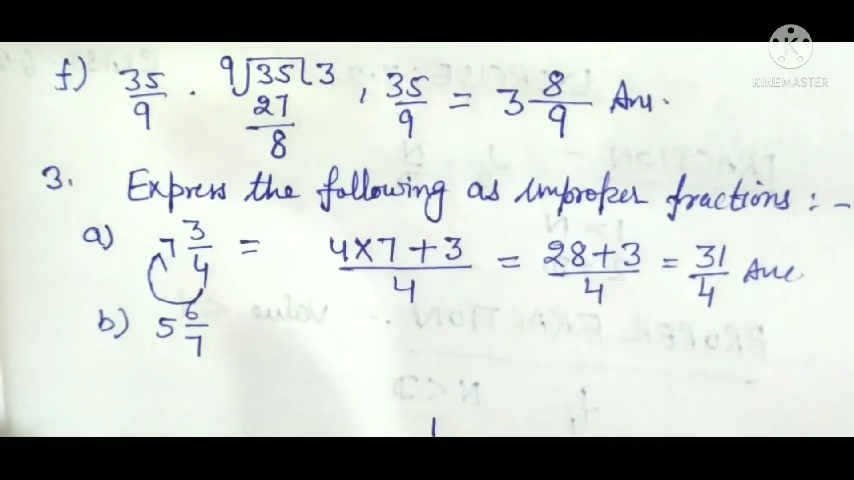 KINEMASTER
f) 35/9 . 9)35(3 , 35/9 = 3 8/9 Ans.
27
8
3. Express the following as improper fractions :-
a) 7 3/4 = 4×7+3/4 = 28+3/4 = 31/4 Ans
b) 5 6/7